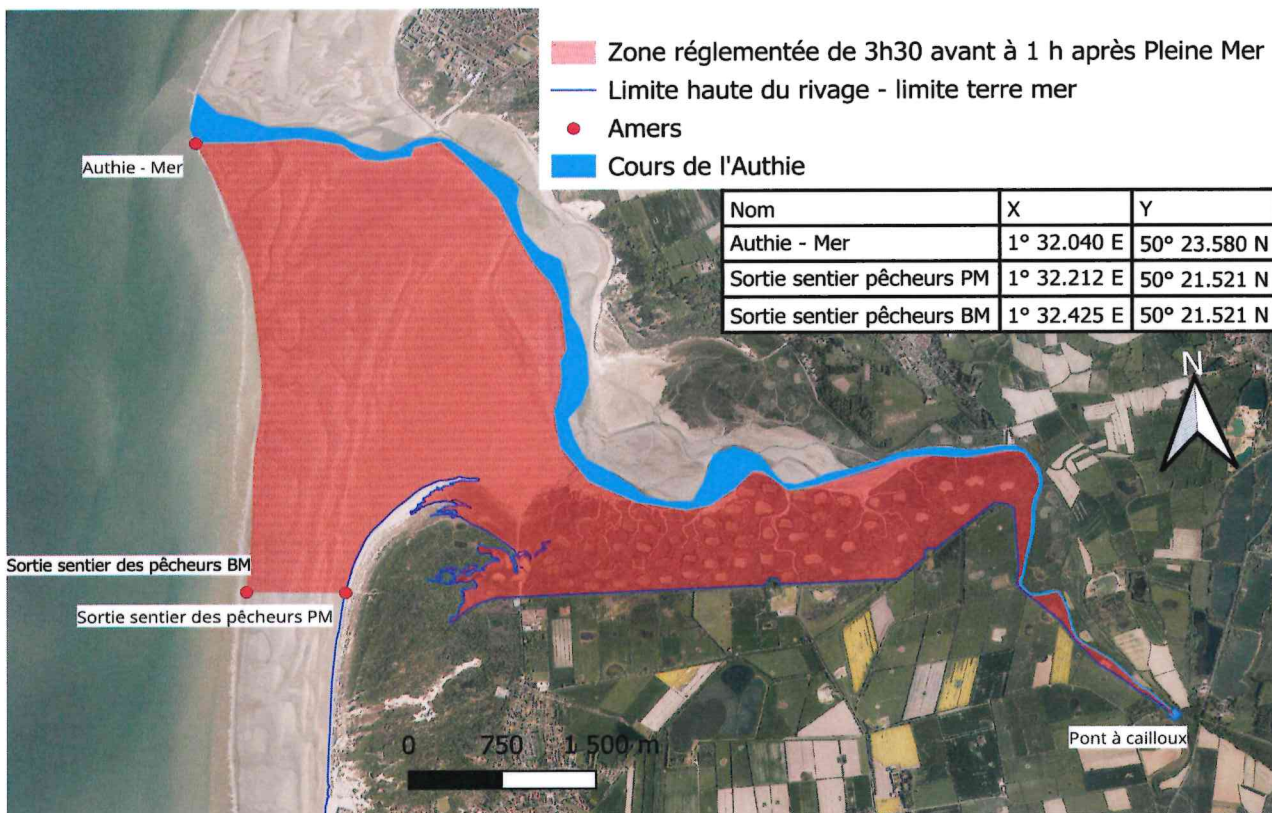 Zone réglementée de 3h30 avant à 1 h après Pleine Mer
Limite haute du rivage - limite terre mer
Amers
Cours de l'Authie
Authie - Mer
Nom X Y
Authie - Mer 1° 32.040 E 50° 23.580 N
Sortie sentier pêcheurs PM 1° 32.212 E 50° 21.521 N
Sortie sentier pêcheurs BM 1° 32.425 E 50° 21.521 N
N
Sortie sentier des pêcheurs BM
Sortie sentier des pêcheurs PM
Pont à cailloux
0 750 1 500 m